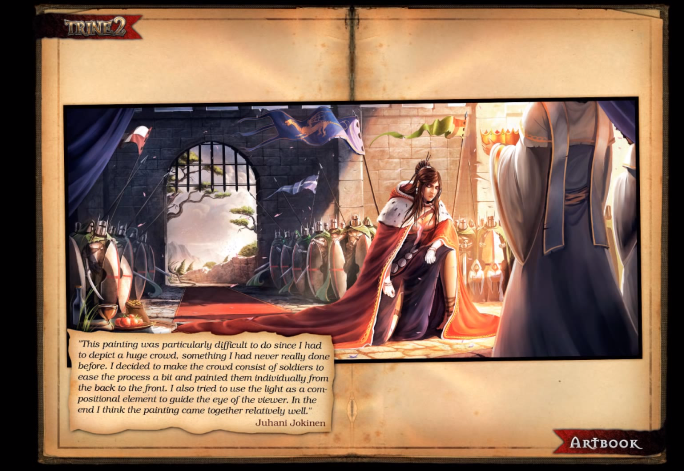 TRINE2
"This painting was particularly difficult to do since I had
to depict a huge crowd, something I had never really done
before. I decided to make the crowd consist of soldiers to
ease the process a bit and painted them individually from
the back to the front. I also tried to use the light as a com-
positional element to guide the eye of the viewer. In the
end I think the painting came together relatively well."
Juhani Jokinen
ARTBOOK